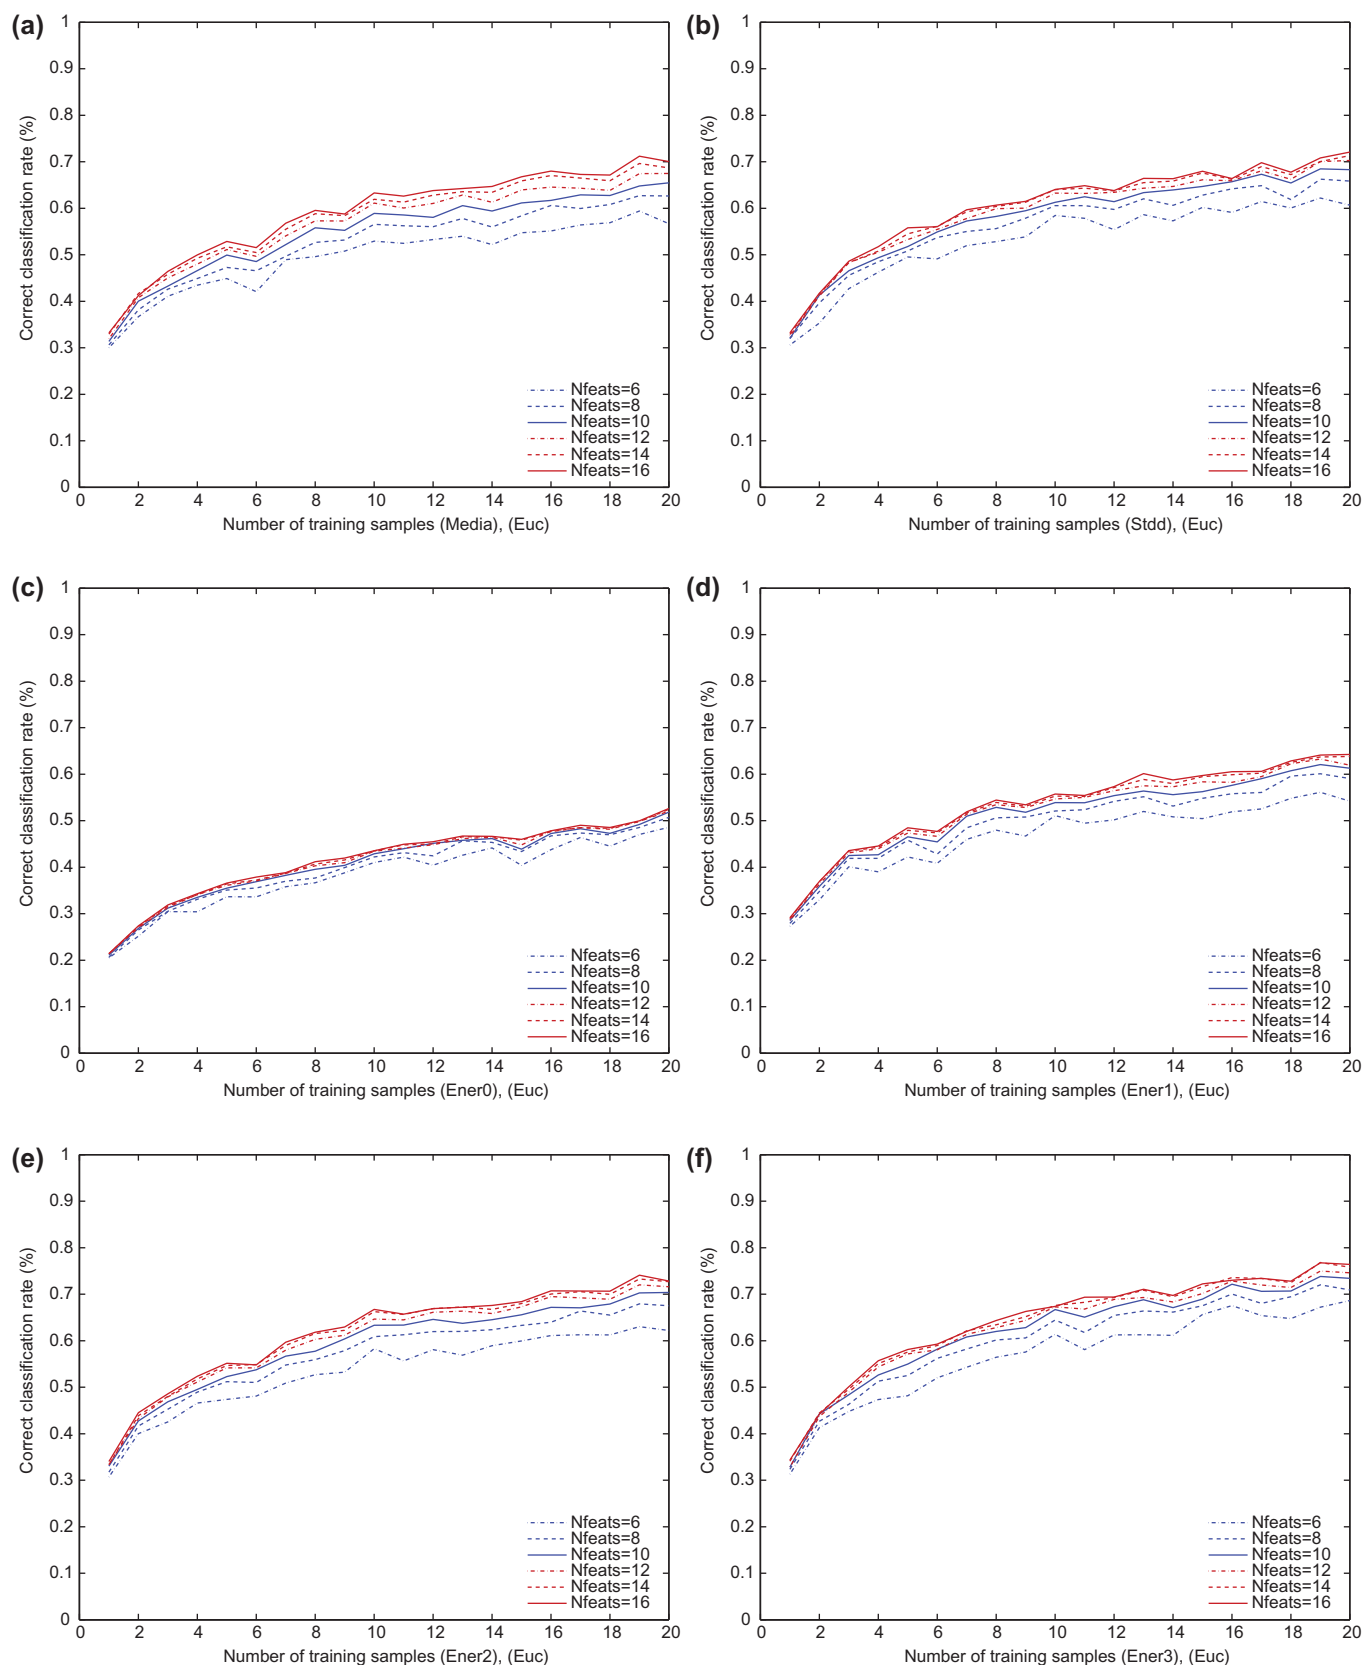 (a)
1
0.9
0.8
0.7
0.6
0.5
0.4
0.3
0.2
0.1
0
Correct classification rate (%)
Nfeats=6
Nfeats=8
Nfeats=10
Nfeats=12
Nfeats=14
Nfeats=16
0 2 4 6 8 10 12 14 16 18 20
Number of training samples (Media), (Euc)
(b)
1
0.9
0.8
0.7
0.6
0.5
0.4
0.3
0.2
0.1
0
Correct classification rate (%)
Nfeats=6
Nfeats=8
Nfeats=10
Nfeats=12
Nfeats=14
Nfeats=16
0 2 4 6 8 10 12 14 16 18 20
Number of training samples (Stdd), (Euc)
(c)
1
0.9
0.8
0.7
0.6
0.5
0.4
0.3
0.2
0.1
0
Correct classification rate (%)
Nfeats=6
Nfeats=8
Nfeats=10
Nfeats=12
Nfeats=14
Nfeats=16
0 2 4 6 8 10 12 14 16 18 20
Number of training samples (Ener0), (Euc)
(d)
1
0.9
0.8
0.7
0.6
0.5
0.4
0.3
0.2
0.1
0
Correct classification rate (%)
Nfeats=6
Nfeats=8
Nfeats=10
Nfeats=12
Nfeats=14
Nfeats=16
0 2 4 6 8 10 12 14 16 18 20
Number of training samples (Ener1), (Euc)
(e)
1
0.9
0.8
0.7
0.6
0.5
0.4
0.3
0.2
0.1
0
Correct classification rate (%)
Nfeats=6
Nfeats=8
Nfeats=10
Nfeats=12
Nfeats=14
Nfeats=16
0 2 4 6 8 10 12 14 16 18 20
Number of training samples (Ener2), (Euc)
(f)
1
0.9
0.8
0.7
0.6
0.5
0.4
0.3
0.2
0.1
0
Correct classification rate (%)
Nfeats=6
Nfeats=8
Nfeats=10
Nfeats=12
Nfeats=14
Nfeats=16
0 2 4 6 8 10 12 14 16 18 20
Number of training samples (Ener3), (Euc)